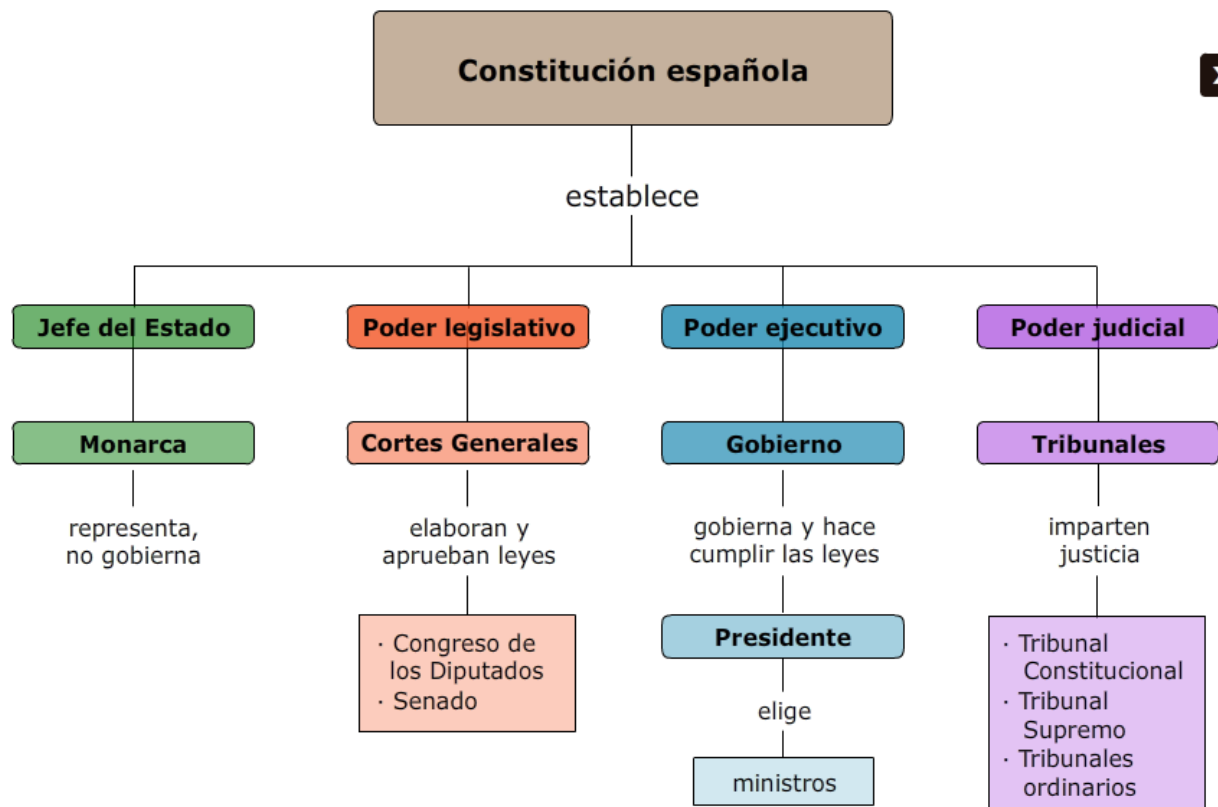 Constitución española
establece
Jefe del Estado
Poder legislativo
Poder ejecutivo
Poder judicial
Monarca
Cortes Generales
Gobierno
Tribunales
representa,
no gobierna
elaboran y
aprueban leyes
gobierna y hace
cumplir las leyes
imparten
justicia
· Congreso de
los Diputados
· Senado
Presidente
elige
ministros
· Tribunal
Constitucional
· Tribunal
Supremo
· Tribunales
ordinarios